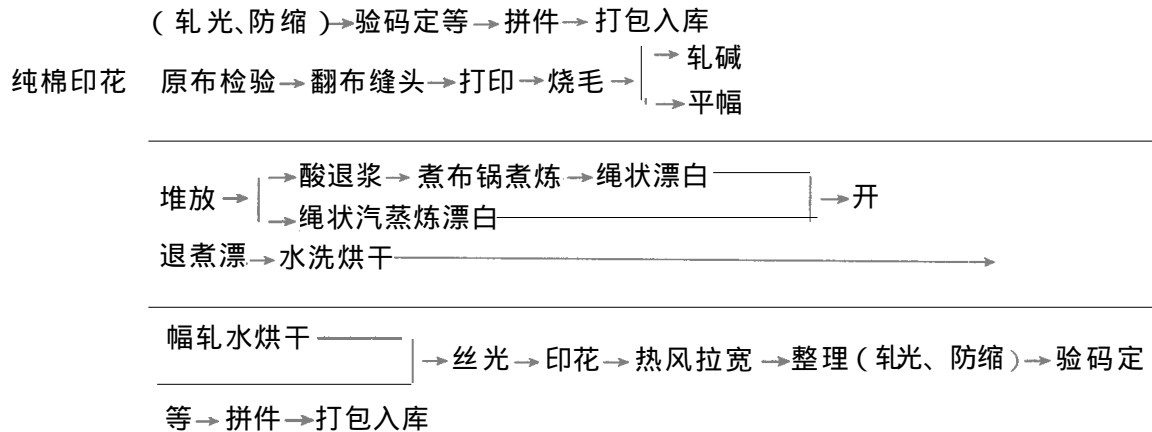 (轧光、防缩)→验码定等→拼件→打包入库
→轧碱
纯棉印花 原布检验→翻布缝头→打印→烧毛→
→平幅
→酸退浆→煮布锅煮炼→绳状漂白
堆放→ →开
→绳状汽蒸炼漂白
退煮漂→水洗烘干→
幅轧水烘干
→丝光→印花→热风拉宽→整理(轧光、防缩)→验码定
等→拼件→打包入库